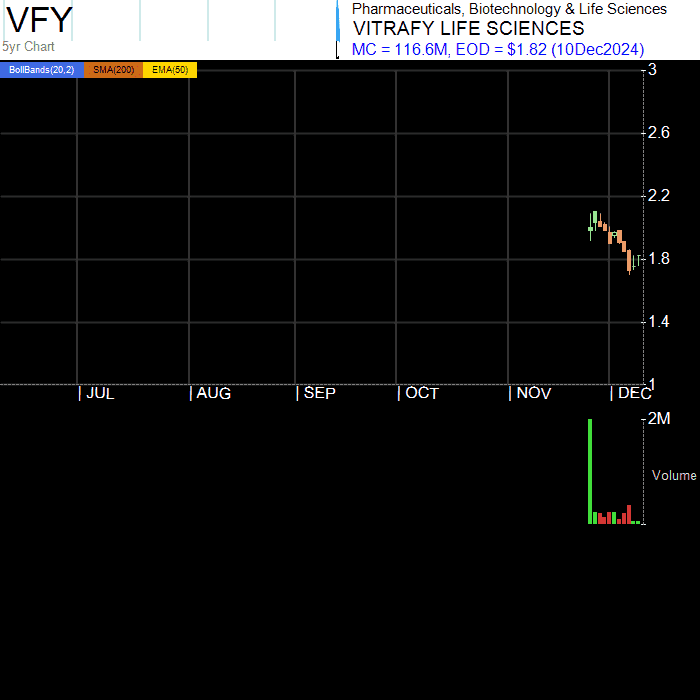 VFY
5yr Chart
Pharmaceuticals, Biotechnology & Life Sciences
VITRAFY LIFE SCIENCES
MC = 116.6M, EOD = $1.82 (10Dec2024)
BollBands(20,2) SMA(200) EMA(50)
3
2.6
2.2
1.8
1.4
1
| JUL | AUG | SEP | OCT | NOV | DEC
2M
Volume